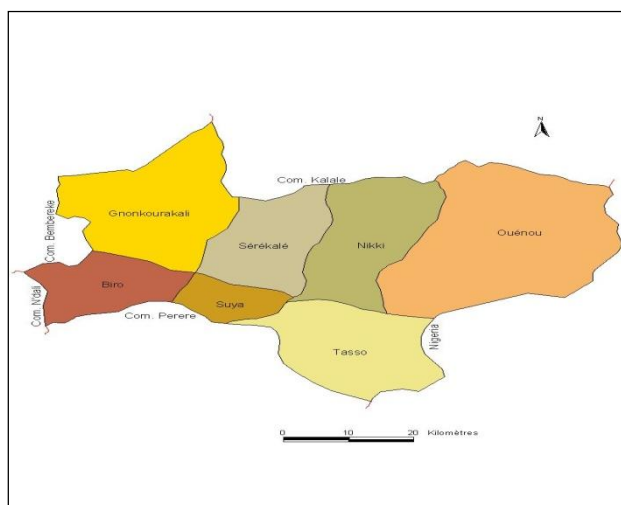 N
Com. Kalale
Gnonkourakali
Com. Bembereke
Sérékalé
Nikki
Ouénou
Biro
Com. N'dali
Suya
Com. Perere
Nigeria
Tasso
0 10 20 Kilomètres